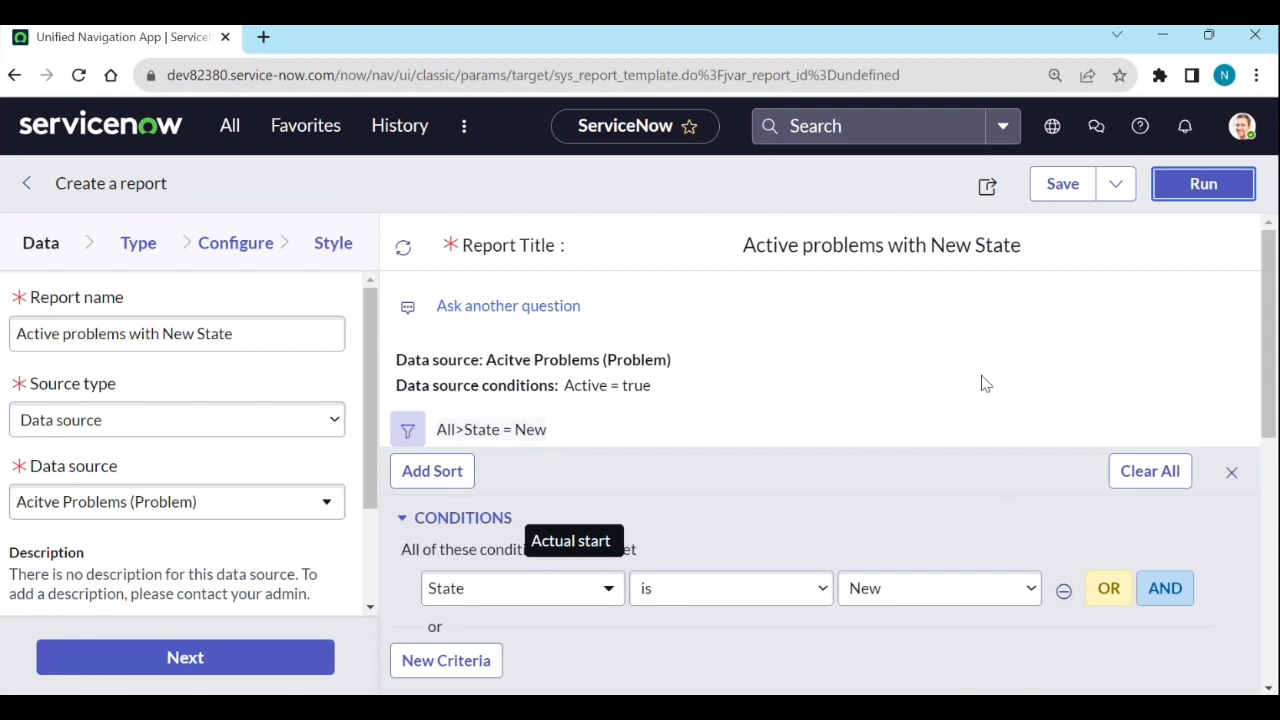 Unified Navigation App | Service
dev82380.service-now.com/now/nav/ui/classic/params/target/sys_report_template.do%3Fjvar_report_id%3Dundefined
N
servicenow
All
Favorites
History
ServiceNow
Search
Create a report
Save
Run
Data
Type
Configure
Style
* Report Title :
Active problems with New State
* Report name
Active problems with New State
* Source type
Data source
* Data source
Acitve Problems (Problem)
Description
There is no description for this data source. To
add a description, please contact your admin.
Next
Ask another question
Data source: Acitve Problems (Problem)
Data source conditions: Active = true
All>State = New
Add Sort
Clear All
CONDITIONS
Actual start
All of these conditi et
State
is
New
OR
AND
or
New Criteria